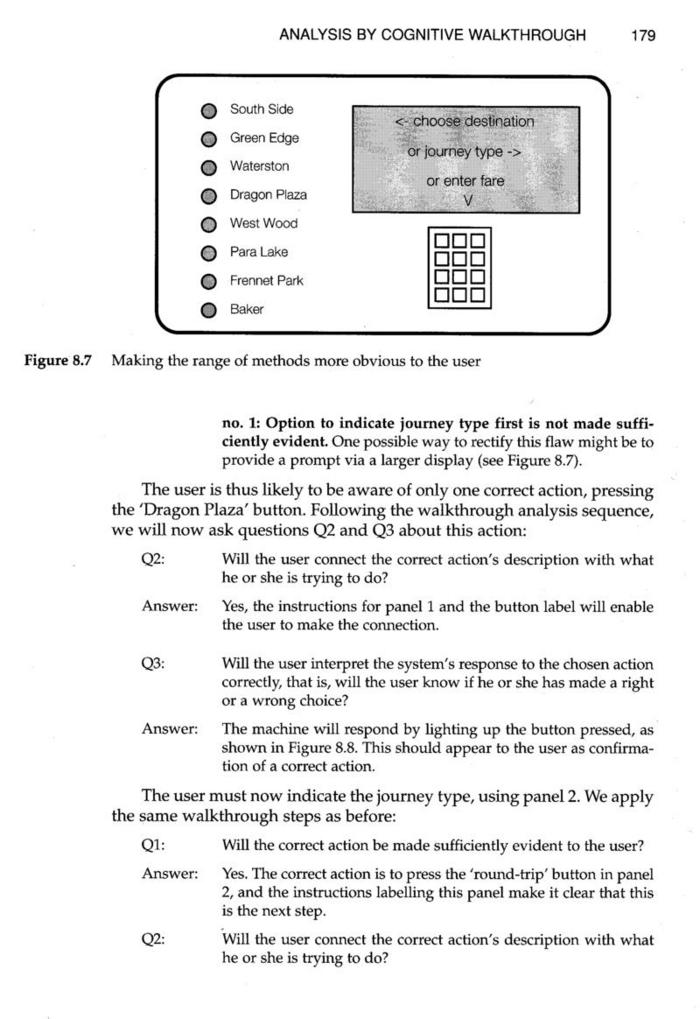 ANALYSIS BY COGNITIVE WALKTHROUGH 179
South Side
Green Edge
Waterston
Dragon Plaza
West Wood
Para Lake
Frennet Park
Baker
<- choose destination
or journey type ->
or enter fare
V
Figure 8.7 Making the range of methods more obvious to the user
no. 1: Option to indicate journey type first is not made suffi-
ciently evident. One possible way to rectify this flaw might be to
provide a prompt via a larger display (see Figure 8.7).
The user is thus likely to be aware of only one correct action, pressing
the ‘Dragon Plaza’ button. Following the walkthrough analysis sequence,
we will now ask questions Q2 and Q3 about this action:
Q2: Will the user connect the correct action's description with what
he or she is trying to do?
Answer: Yes, the instructions for panel 1 and the button label will enable
the user to make the connection.
Q3: Will the user interpret the system's response to the chosen action
correctly, that is, will the user know if he or she has made a right
or a wrong choice?
Answer: The machine will respond by lighting up the button pressed, as
shown in Figure 8.8. This should appear to the user as confirma-
tion of a correct action.
The user must now indicate the journey type, using panel 2. We apply
the same walkthrough steps as before:
Q1: Will the correct action be made sufficiently evident to the user?
Answer: Yes. The correct action is to press the ‘round-trip’ button in panel
2, and the instructions labelling this panel make it clear that this
is the next step.
Q2: Will the user connect the correct action's description with what
he or she is trying to do?